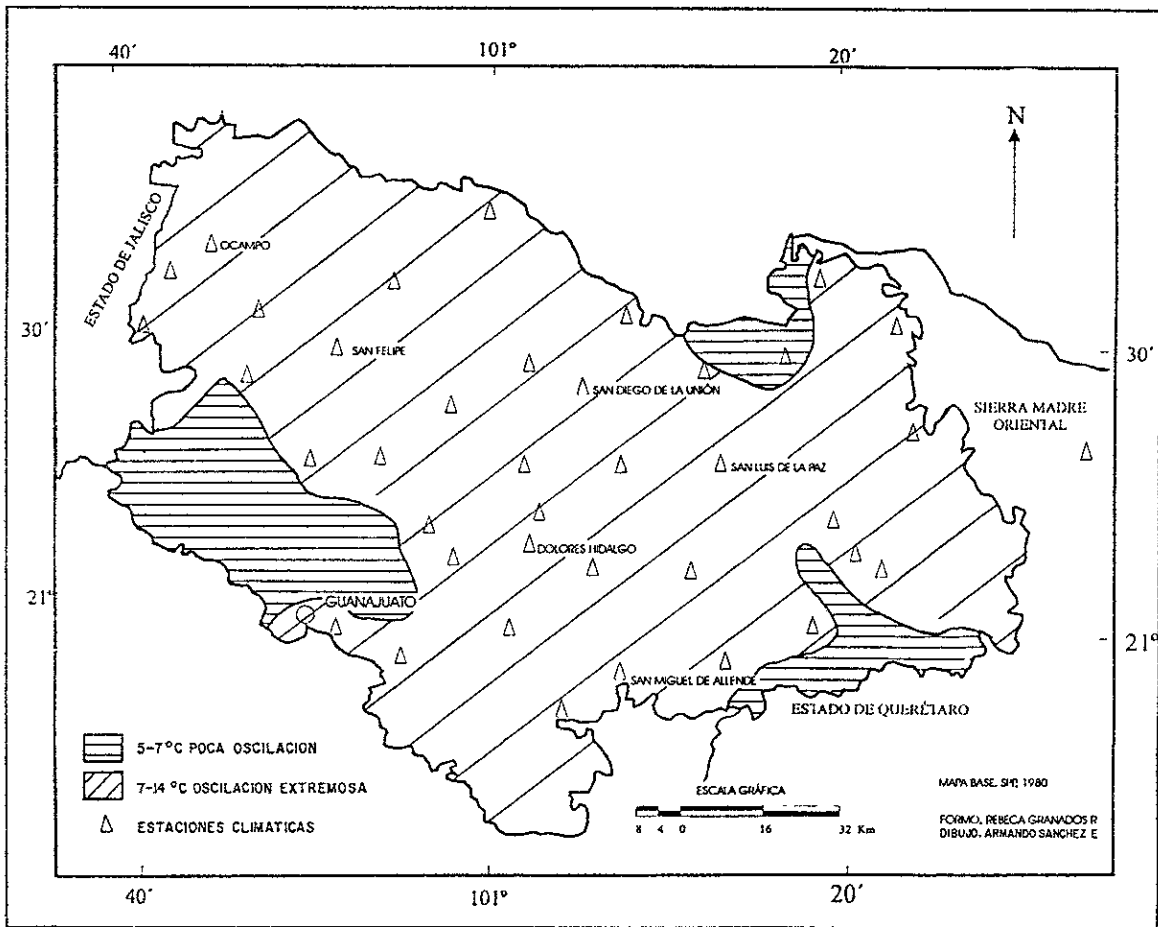 40´ 101° 20´
N
ESTADO DE JALISCO
OCAMPO
30´
SAN FELIPE
30´
SAN DIEGO DE LA UNIÓN
SIERRA MADRE
ORIENTAL
SAN LUIS DE LA PAZ
DOLORES HIDALGO
21°
GUANAJUATO
21°
SAN MIGUEL DE ALLENDE
ESTADO DE QUERÉTARO
5-7°C POCA OSCILACION
7-14 °C OSCILACION EXTREMOSA
ESTACIONES CLIMATICAS
ESCALA GRÁFICA
8 4 0 16 32 Km
MAPA BASE. SPP, 1980
FORMO, REBECA GRANADOS R
DIBUJO. ARMANDO SANCHEZ E
40´ 101° 20´